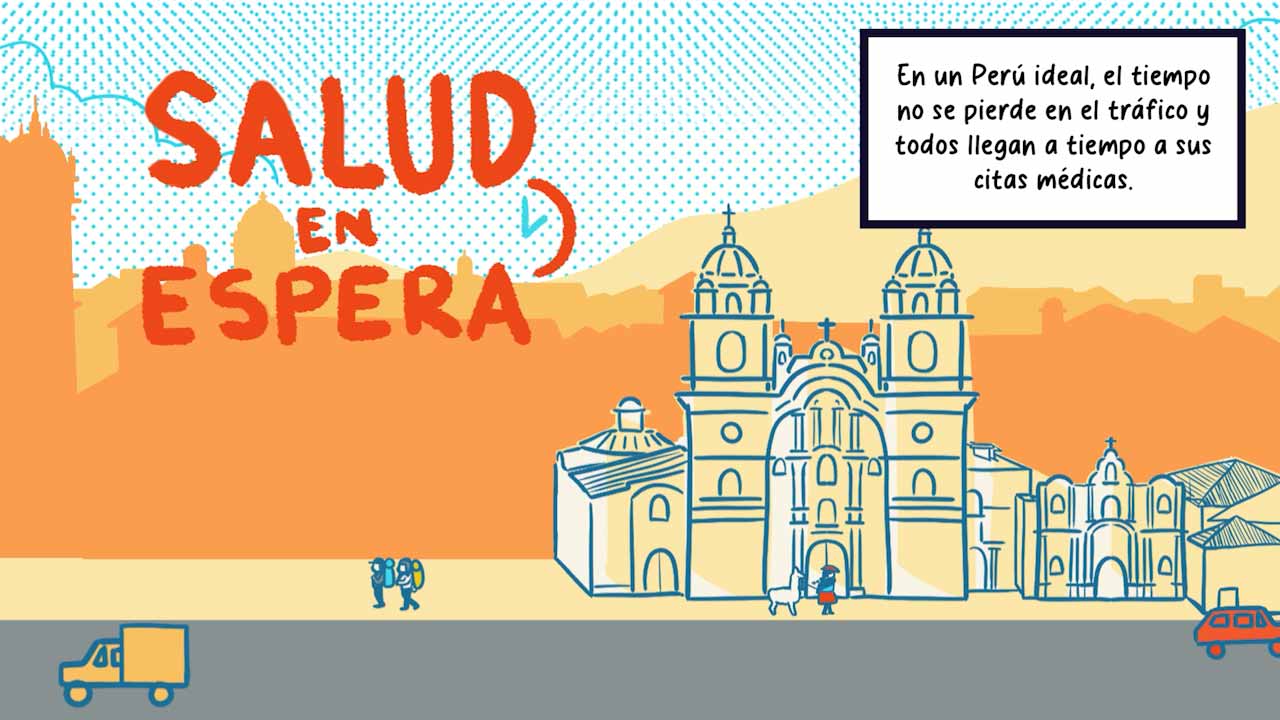 SALUD
EN
ESPERA
En un Perú ideal, el tiempo
no se pierde en el tráfico y
todos llegan a tiempo a sus
citas médicas.